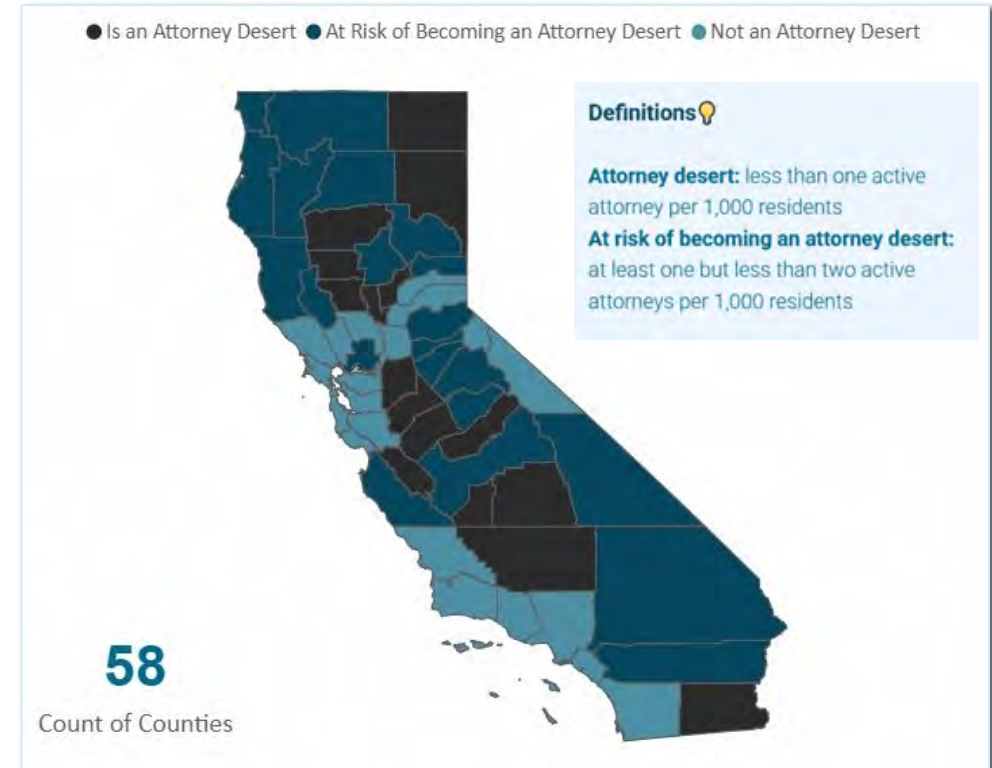 Is an Attorney Desert At Risk of Becoming an Attorney Desert Not an Attorney Desert
Definitions
Attorney desert: less than one active
attorney per 1,000 residents
At risk of becoming an attorney desert:
at least one but less than two active
attorneys per 1,000 residents
58
Count of Counties